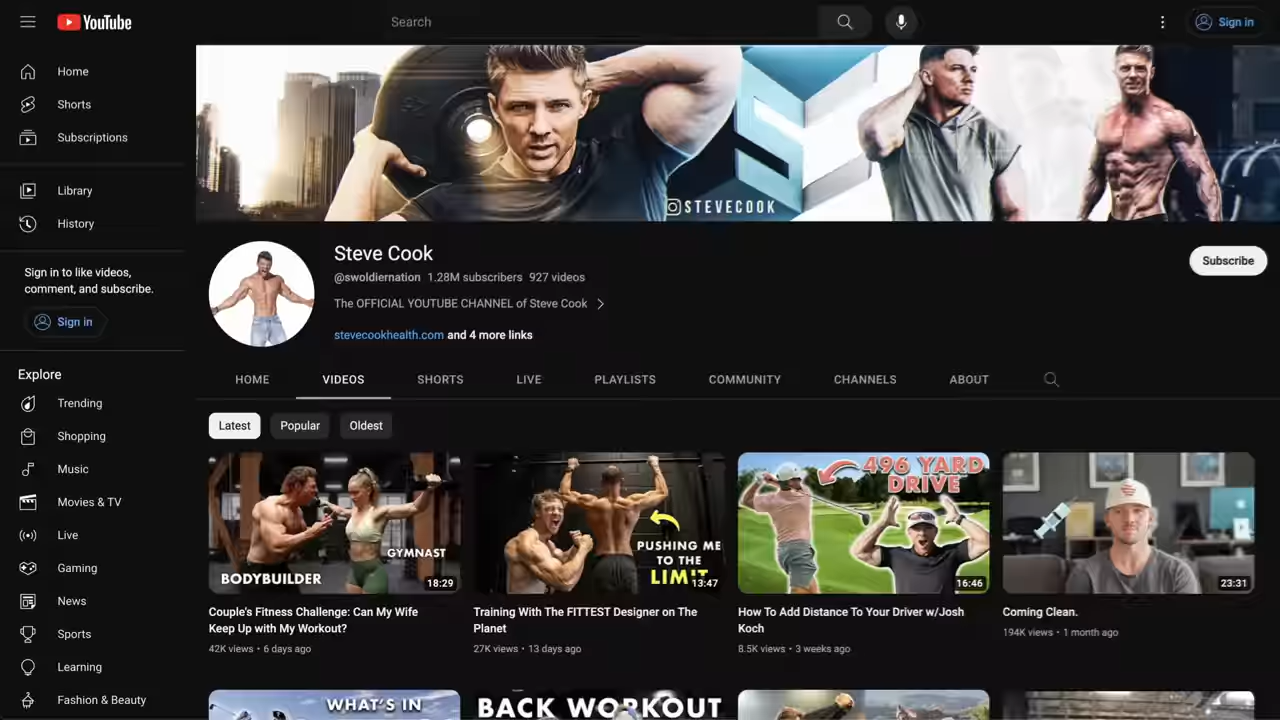 YouTube
Search
Sign in
Home
Shorts
Subscriptions
Library
History
Sign in to like videos,
comment, and subscribe.
Sign in
Explore
Trending
Shopping
Music
Movies & TV
Live
Gaming
News
Sports
Learning
Fashion & Beauty
STEVECOOK
Steve Cook
@swoldiernation 1.28M subscribers 927 videos
The OFFICIAL YOUTUBE CHANNEL of Steve Cook
stevecookhealth.com and 4 more links
Subscribe
HOME VIDEOS SHORTS LIVE PLAYLISTS COMMUNITY CHANNELS ABOUT
Latest Popular Oldest
GYMNAST
BODYBUILDER
18:29
Couple's Fitness Challenge: Can My Wife
Keep Up with My Workout?
42K views • 6 days ago
PUSHING ME
TO THE
LIMIT
13:47
Training With The FITTEST Designer on The
Planet
27K views • 13 days ago
496 YARD
DRIVE
16:46
How To Add Distance To Your Driver w/Josh
Koch
8.5K views • 3 weeks ago
23:31
Coming Clean.
194K views • 1 month ago
WHAT'S IN
BACK WORKOUT